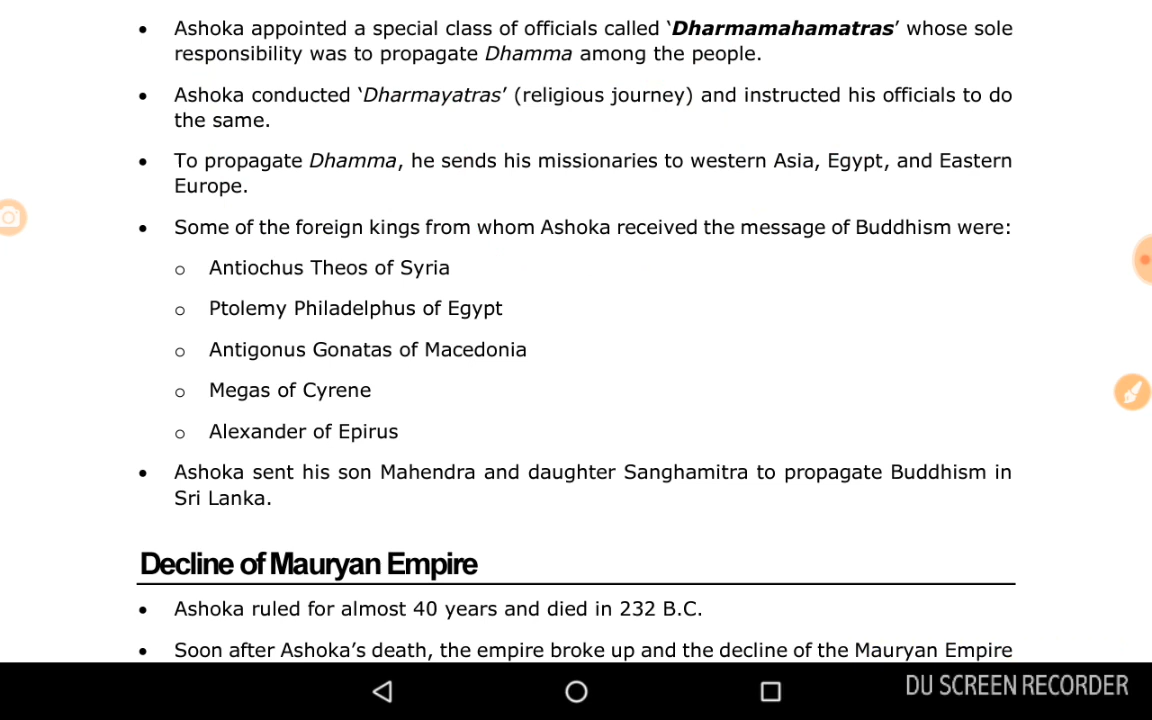 • Ashoka appointed a special class of officials called ‘Dharmamahamatras’ whose sole
responsibility was to propagate Dhamma among the people.
• Ashoka conducted ‘Dharmayatras’ (religious journey) and instructed his officials to do
the same.
• To propagate Dhamma, he sends his missionaries to western Asia, Egypt, and Eastern
Europe.
• Some of the foreign kings from whom Ashoka received the message of Buddhism were:
o Antiochus Theos of Syria
o Ptolemy Philadelphus of Egypt
o Antigonus Gonatas of Macedonia
o Megas of Cyrene
o Alexander of Epirus
• Ashoka sent his son Mahendra and daughter Sanghamitra to propagate Buddhism in
Sri Lanka.
Decline of Mauryan Empire
• Ashoka ruled for almost 40 years and died in 232 B.C.
• Soon after Ashoka’s death, the empire broke up and the decline of the Mauryan Empire
DU SCREEN RECORDER